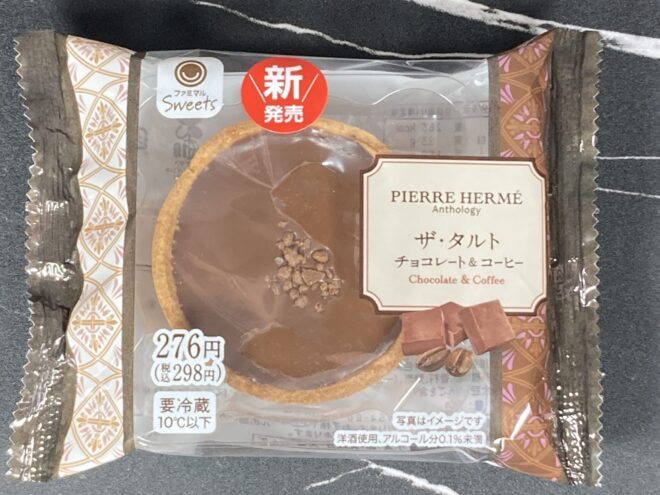 ファミマル
Sweets
新
発売
PIERRE HERMÉ
Anthology
ザ・タルト
チョコレート&コーヒー
Chocolate & Coffee
276円
(税込298円)
要冷蔵
10℃以下
写真はイメージです
洋酒使用、アルコール分0.1%未満